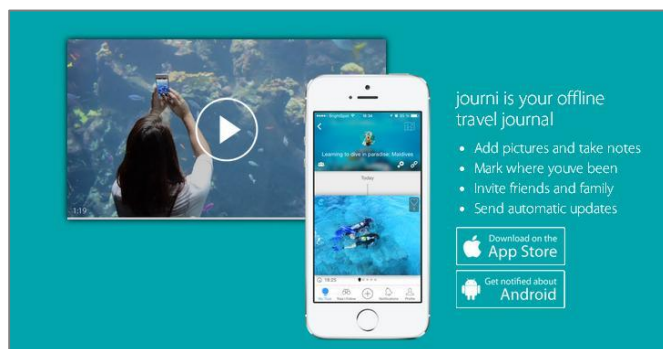 1:19
Learning to dive in paradise, Maldives
Today
18:25
journi is your offline
travel journal
Add pictures and take notes
Mark where youve been
Invite friends and family
Send automatic updates
Download on the
App Store
Get notified about
Android